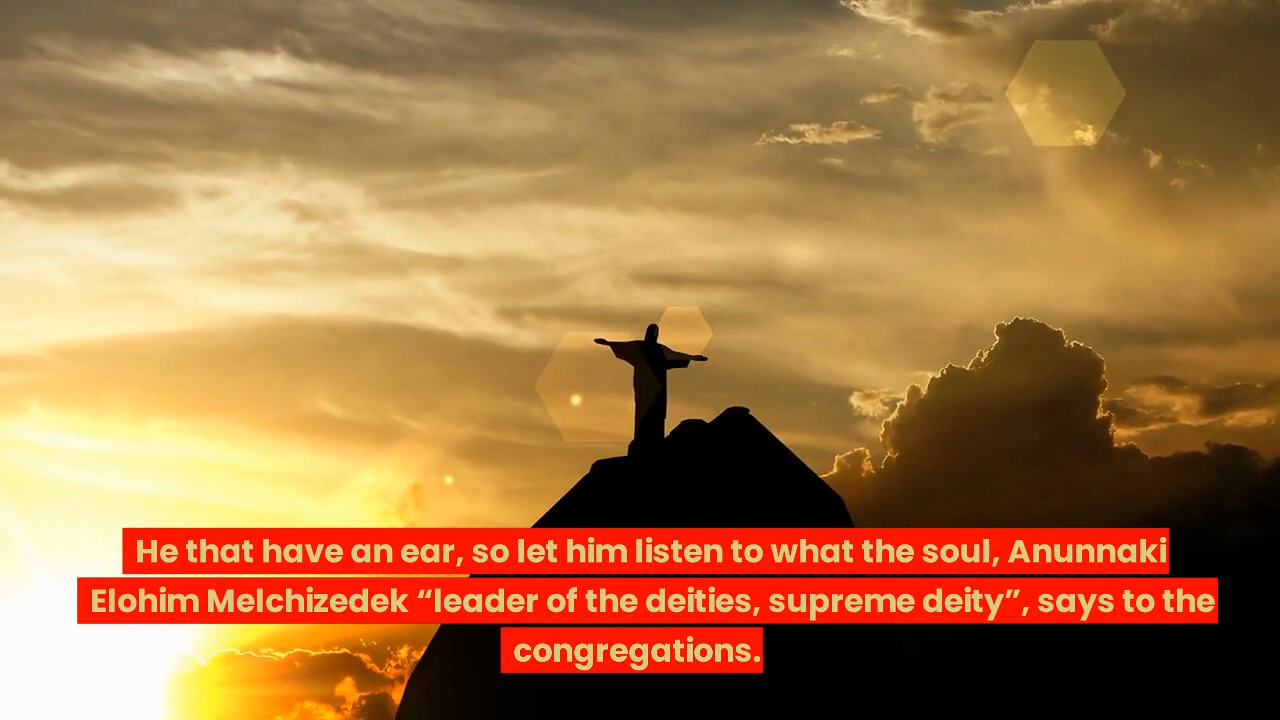 He that have an ear, so let him listen to what the soul, Anunnaki
Elohim Melchizedek “leader of the deities, supreme deity”, says to the
congregations.